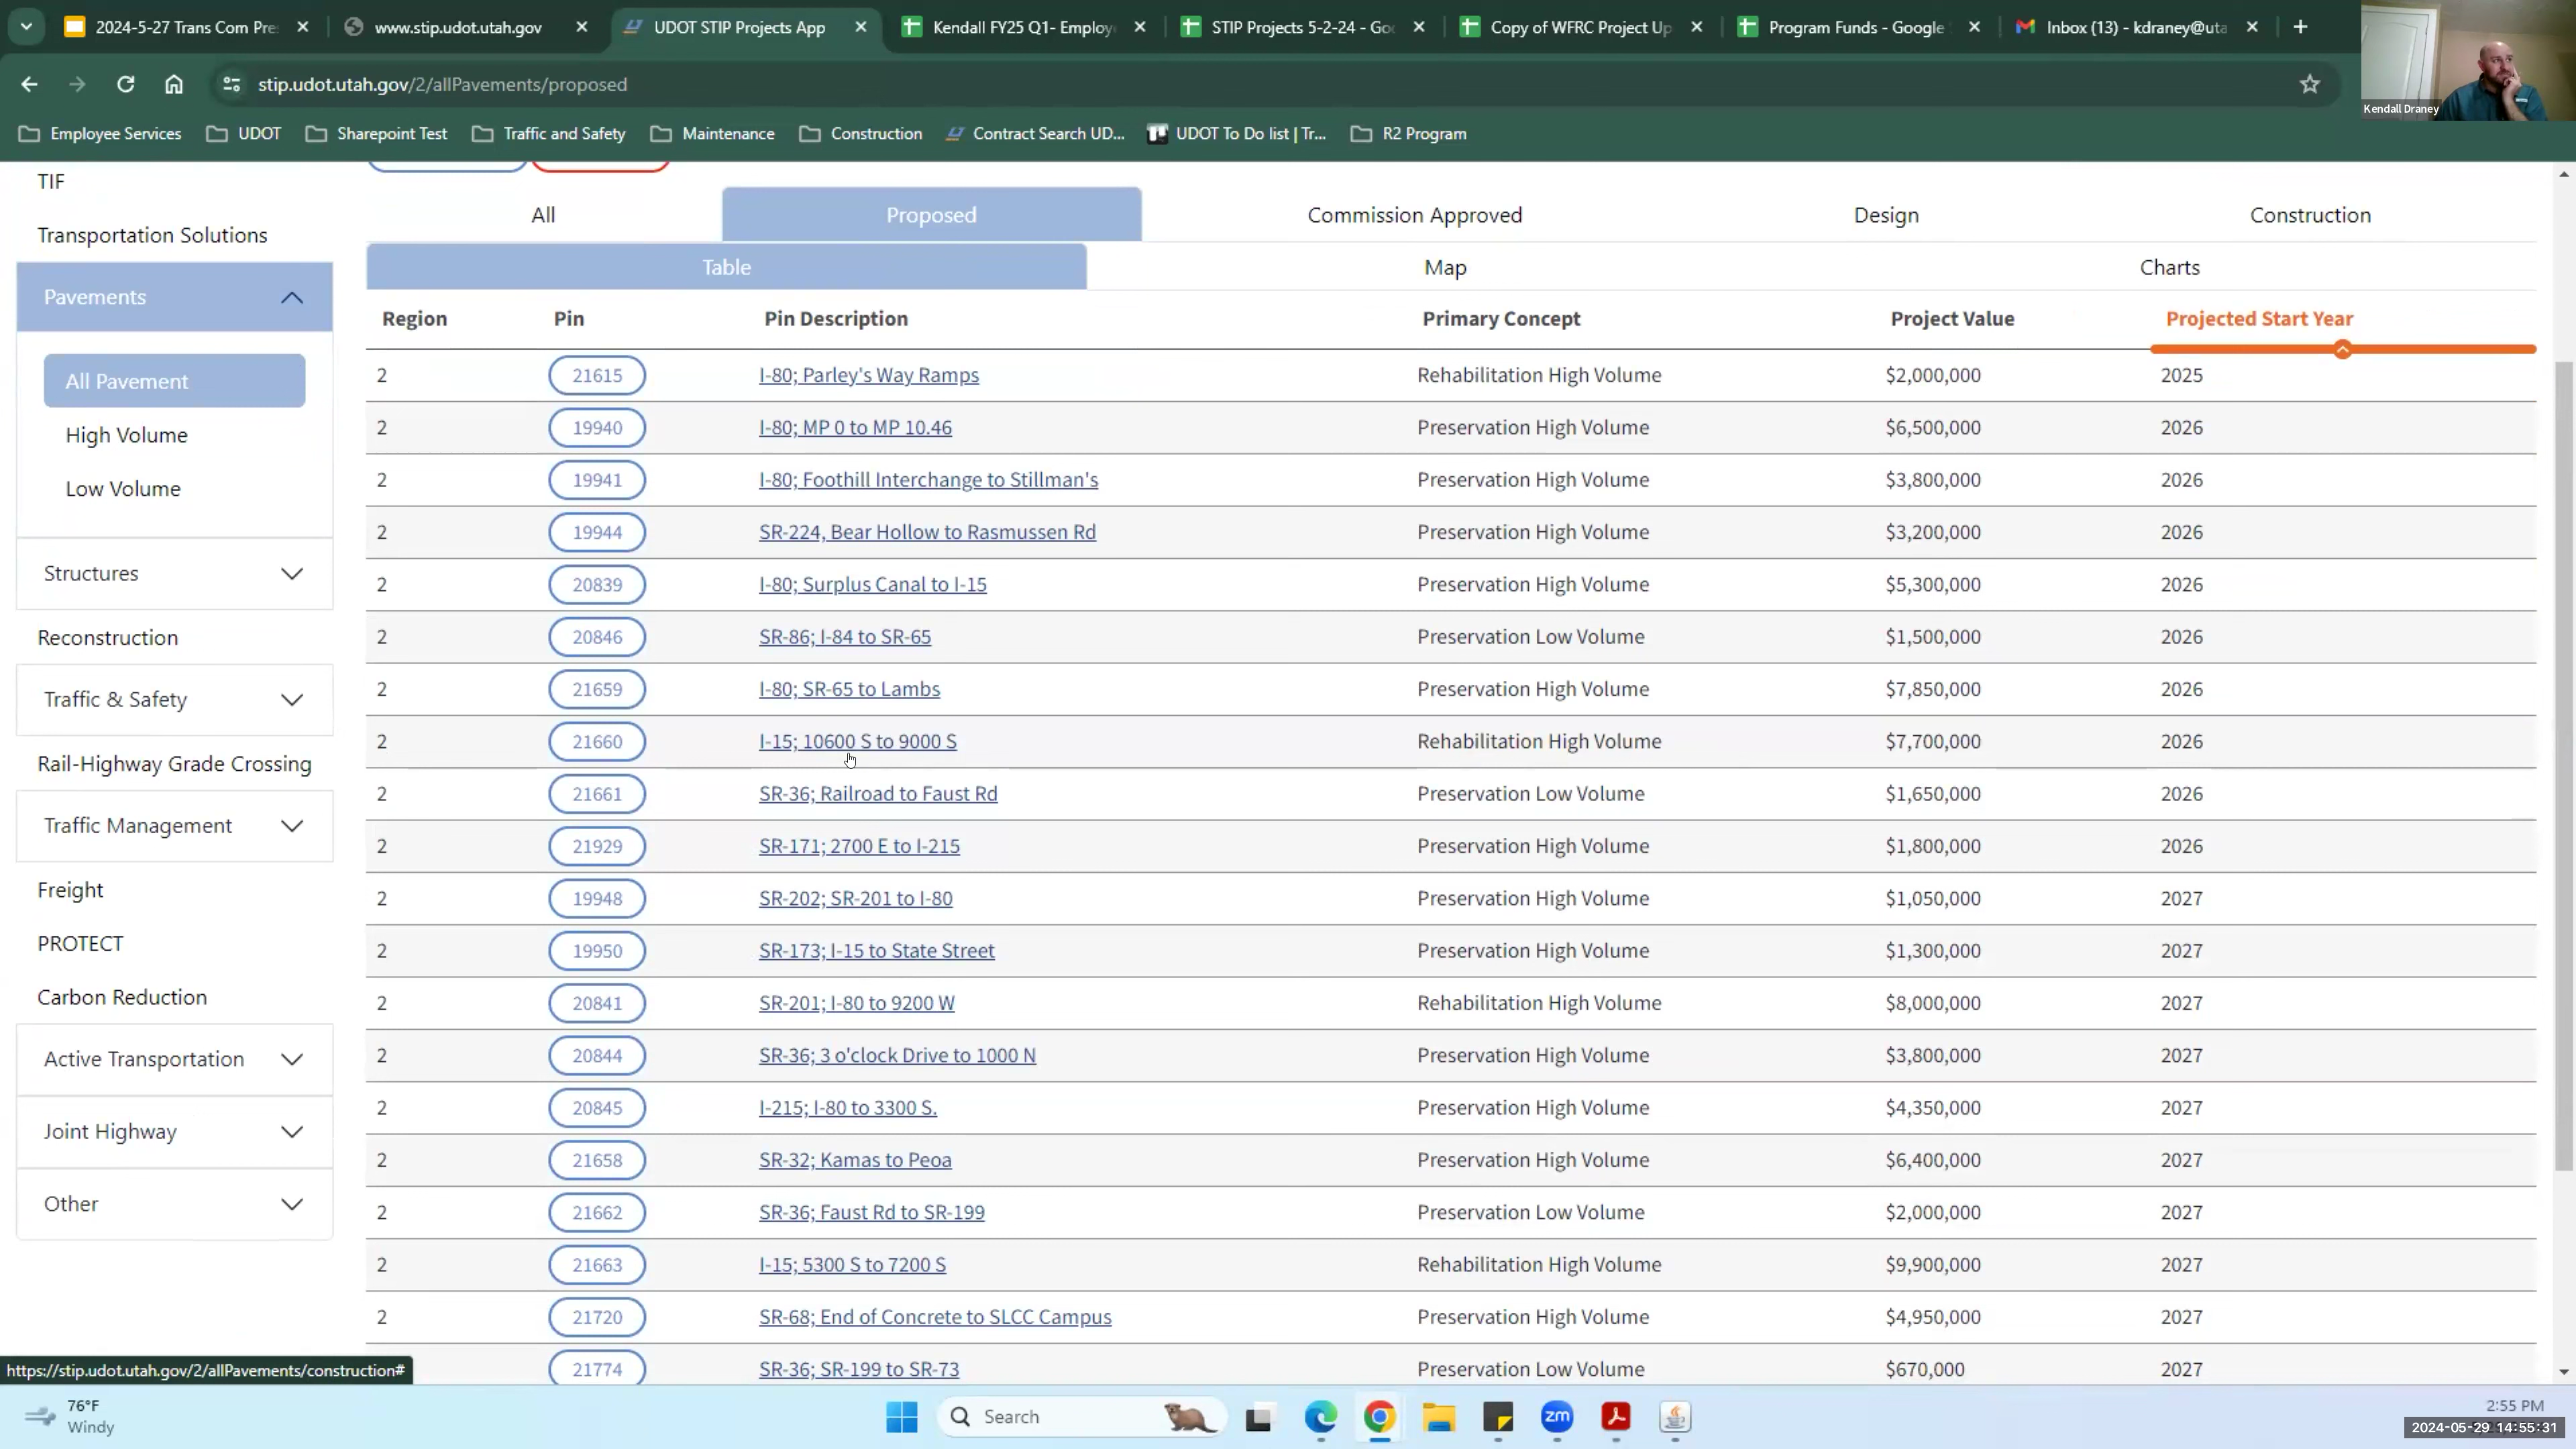 2024-5-27 Trans Com Pre
www.stip.udot.utah.gov
UDOT STIP Projects App
Kendall FY25 Q1- Employ
STIP Projects 5-2-24 - Goo
Copy of WFRC Project Up
Program Funds - Google
Inbox (13) - kdraney@uta
stip.udot.utah.gov/2/allPavements/proposed
Kendall Draney
Employee Services
UDOT
Sharepoint Test
Traffic and Safety
Maintenance
Construction
Contract Search UD...
UDOT To Do list | Tr...
R2 Program
TIF
Transportation Solutions
Pavements
All Pavement
High Volume
Low Volume
Structures
Reconstruction
Traffic & Safety
Rail-Highway Grade Crossing
Traffic Management
Freight
PROTECT
Carbon Reduction
Active Transportation
Joint Highway
Other
All Proposed Commission Approved Design Construction
Table Map Charts
Region Pin Pin Description Primary Concept Project Value Projected Start Year
2 21615 I-80; Parley's Way Ramps Rehabilitation High Volume $2,000,000 2025
2 19940 I-80; MP 0 to MP 10.46 Preservation High Volume $6,500,000 2026
2 19941 I-80; Foothill Interchange to Stillman's Preservation High Volume $3,800,000 2026
2 19944 SR-224, Bear Hollow to Rasmussen Rd Preservation High Volume $3,200,000 2026
2 20839 I-80; Surplus Canal to I-15 Preservation High Volume $5,300,000 2026
2 20846 SR-86; I-84 to SR-65 Preservation Low Volume $1,500,000 2026
2 21659 I-80; SR-65 to Lambs Preservation High Volume $7,850,000 2026
2 21660 I-15; 10600 S to 9000 S Rehabilitation High Volume $7,700,000 2026
2 21661 SR-36; Railroad to Faust Rd Preservation Low Volume $1,650,000 2026
2 21929 SR-171; 2700 E to I-215 Preservation High Volume $1,800,000 2026
2 19948 SR-202; SR-201 to I-80 Preservation High Volume $1,050,000 2027
2 19950 SR-173; I-15 to State Street Preservation High Volume $1,300,000 2027
2 20841 SR-201; I-80 to 9200 W Rehabilitation High Volume $8,000,000 2027
2 20844 SR-36; 3 o'clock Drive to 1000 N Preservation High Volume $3,800,000 2027
2 20845 I-215; I-80 to 3300 S. Preservation High Volume $4,350,000 2027
2 21658 SR-32; Kamas to Peoa Preservation High Volume $6,400,000 2027
2 21662 SR-36; Faust Rd to SR-199 Preservation Low Volume $2,000,000 2027
2 21663 I-15; 5300 S to 7200 S Rehabilitation High Volume $9,900,000 2027
2 21720 SR-68; End of Concrete to SLCC Campus Preservation High Volume $4,950,000 2027
21774 SR-36; SR-199 to SR-73 Preservation Low Volume $670,000 2027
https://stip.udot.utah.gov/2/allPavements/construction#
76°F
Windy
Search
zm
2:55 PM
2024-05-29 14:55:31